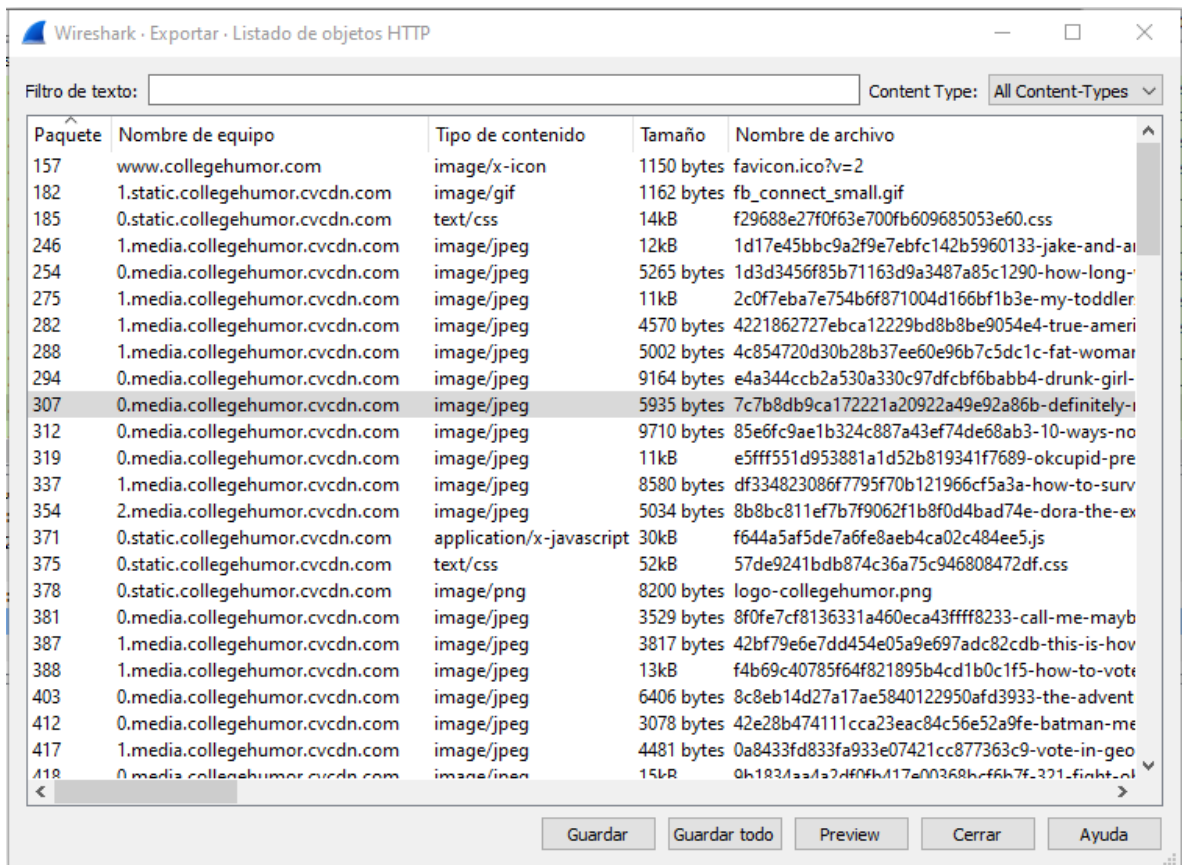 Wireshark · Exportar · Listado de objetos HTTP
Filtro de texto: Content Type: All Content-Types
Paquete Nombre de equipo Tipo de contenido Tamaño Nombre de archivo
157 www.collegehumor.com image/x-icon 1150 bytes favicon.ico?v=2
182 1.static.collegehumor.cvcdn.com image/gif 1162 bytes fb_connect_small.gif
185 0.static.collegehumor.cvcdn.com text/css 14kB f29688e27f0f63e700fb609685053e60.css
246 1.media.collegehumor.cvcdn.com image/jpeg 12kB 1d17e45bbc9a2f9e7ebfc142b5960133-jake-and-a
254 0.media.collegehumor.cvcdn.com image/jpeg 5265 bytes 1d3d3456f85b71163d9a3487a85c1290-how-long-
275 1.media.collegehumor.cvcdn.com image/jpeg 11kB 2c0f7eba7e754b6f871004d166bf1b3e-my-toddler
282 1.media.collegehumor.cvcdn.com image/jpeg 4570 bytes 4221862727ebca12229bd8b8be9054e4-true-ameri
288 1.media.collegehumor.cvcdn.com image/jpeg 5002 bytes 4c854720d30b28b37ee60e96b7c5dc1c-fat-woma
294 0.media.collegehumor.cvcdn.com image/jpeg 9164 bytes e4a344ccb2a530a330c97dfcbf6babb4-drunk-girl-
307 0.media.collegehumor.cvcdn.com image/jpeg 5935 bytes 7c7b8db9ca172221a20922a49e92a86b-definitely-
312 0.media.collegehumor.cvcdn.com image/jpeg 9710 bytes 85e6fc9ae1b324c887a43ef74de68ab3-10-ways-no
319 0.media.collegehumor.cvcdn.com image/jpeg 11kB e5fff551d953881a1d52b819341f7689-okcupid-pre
337 1.media.collegehumor.cvcdn.com image/jpeg 8580 bytes df334823086f7795f70b121966cf5a3a-how-to-surv
354 2.media.collegehumor.cvcdn.com image/jpeg 5034 bytes 8b8bc811ef7b7f9062f1b8f0d4bad74e-dora-the-ex
371 0.static.collegehumor.cvcdn.com application/x-javascript 30kB f644a5af5de7a6fe8aeb4ca02c484ee5.js
375 0.static.collegehumor.cvcdn.com text/css 52kB 57de9241bdb874c36a75c946808472df.css
378 0.static.collegehumor.cvcdn.com image/png 8200 bytes logo-collegehumor.png
381 0.media.collegehumor.cvcdn.com image/jpeg 3529 bytes 8f0fe7cf8136331a460eca43ffff8233-call-me-mayb
387 1.media.collegehumor.cvcdn.com image/jpeg 3817 bytes 42bf79e6e7dd454e05a9e697adc82cdb-this-is-how
388 1.media.collegehumor.cvcdn.com image/jpeg 13kB f4b69c40785f64f821895b4cd1b0c1f5-how-to-vote
403 0.media.collegehumor.cvcdn.com image/jpeg 6406 bytes 8c8eb14d27a17ae5840122950afd3933-the-advent
412 0.media.collegehumor.cvcdn.com image/jpeg 3078 bytes 42e28b474111cca23eac84c56e52a9fe-batman-me
417 1.media.collegehumor.cvcdn.com image/jpeg 4481 bytes 0a8433fd833fa933e07421cc877363c9-vote-in-geo
418 0.media.collegehumor.cvcdn.com image/jpeg 15kB 9b1834aa4a2df0fb417e00368bcf6b7f-321-fight-o
Guardar Guardar todo Preview Cerrar Ayuda